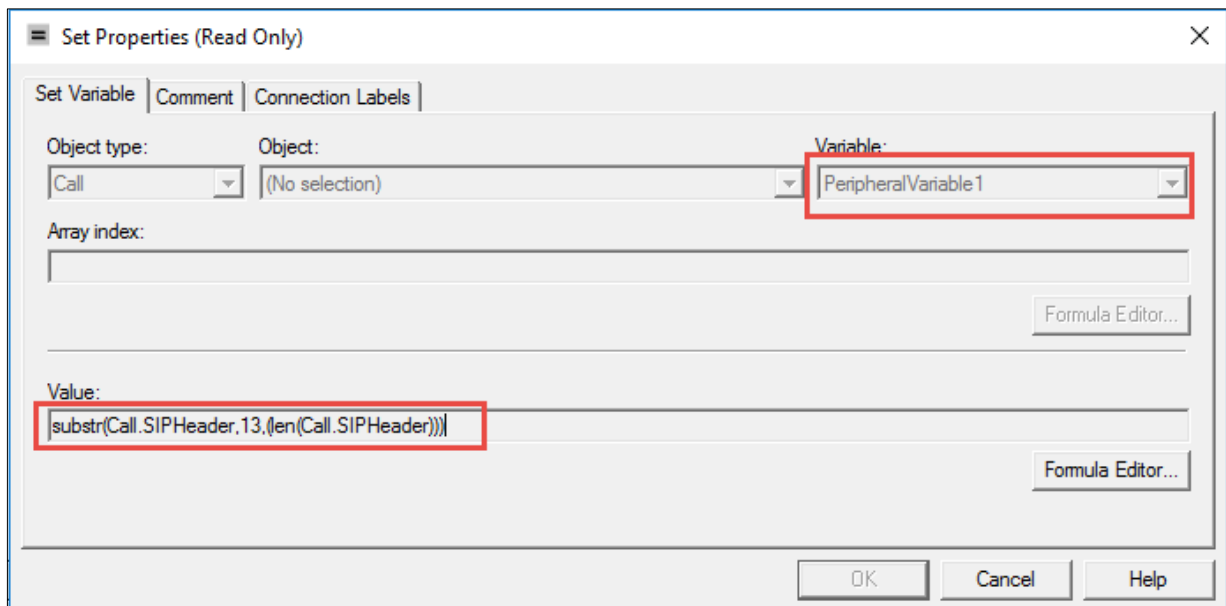 Set Properties (Read Only)
Set Variable Comment Connection Labels
Object type: Object: Variable:
Call (No selection) PeripheralVariable1
Array index:
Formula Editor...
Value:
substr(Call.SIPHeader,13,(len(Call.SIPHeader)))
Formula Editor...
OK Cancel Help